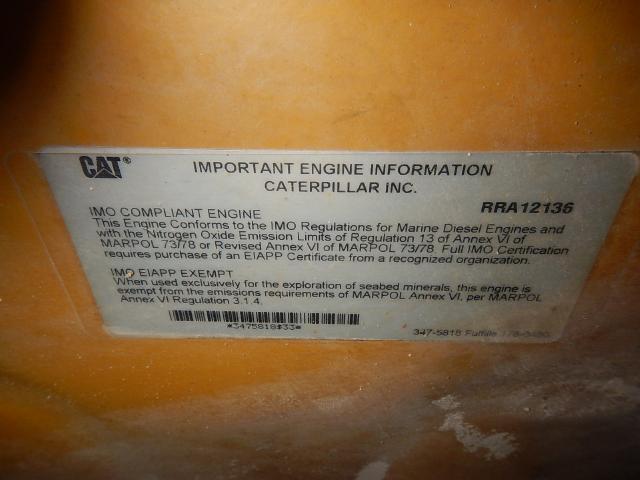 CAT®
IMPORTANT ENGINE INFORMATION
CATERPILLAR INC.
RRA12136
IMO COMPLIANT ENGINE
This Engine Conforms to the IMO Regulations for Marine Diesel Engines and
with the Nitrogen Oxide Emission Limits of Regulation 13 of Annex VI of
MARPOL 73/78 or Revised Annex VI of MARPOL 73/78. Full IMO Certification
requires purchase of an EIAPP Certificate from a recognized organization.
IMO EIAPP EXEMPT
When used exclusively for the exploration of seabed minerals, this engine is
exempt from the emissions requirements of MARPOL Annex VI, per MARPOL
Annex VI Regulation 3.1.4.
*3475818#33*
347-5818